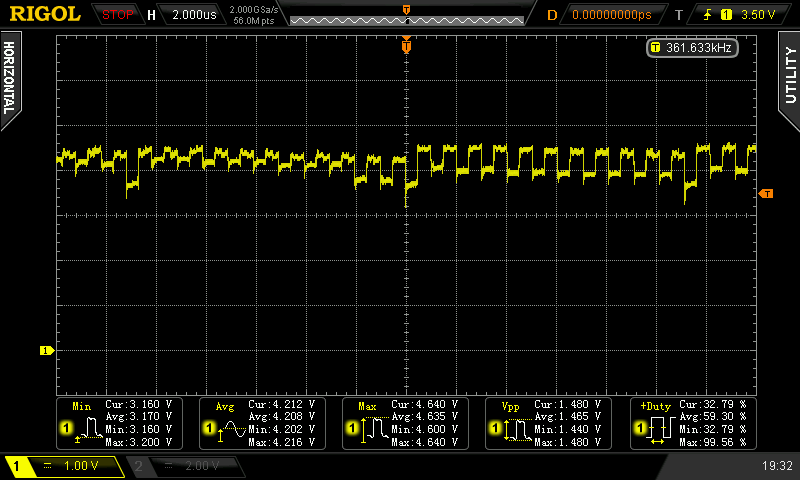 RIGOL STOP H 2.000us 2.000GSa/s D 0.00000000ps T 1 3.50 V
56.0M pts
T
HORIZONTAL
UTILITY
T
T 361.633kHz
T
1
Min Cur:3.160 V
Avg:3.170 V
1 Min:3.160 V
Max:3.200 V
Avg Cur:4.212 V
Avg:4.208 V
1 Min:4.202 V
Max:4.216 V
Max Cur:4.640 V
Avg:4.635 V
1 Min:4.600 V
Max:4.640 V
Vpp Cur:1.480 V
Avg:1.465 V
1 Min:1.440 V
Max:1.480 V
+Duty Cur:32.79 %
Avg:59.30 %
1 Min:32.79 %
Max:99.56 %
1 1.00 V 2 2.00 V 19:32